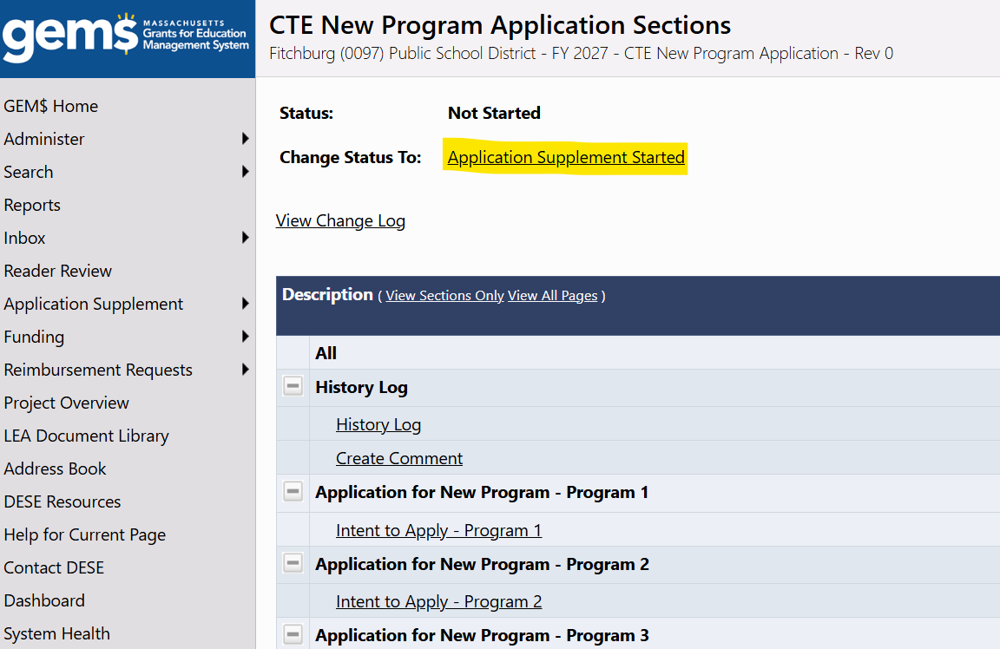 gem$ MASSACHUSETTS
Grants for Education
Management System
CTE New Program Application Sections
Fitchburg (0097) Public School District - FY 2027 - CTE New Program Application - Rev 0
GEM$ Home
Administer
Search
Reports
Inbox
Reader Review
Application Supplement
Funding
Reimbursement Requests
Project Overview
LEA Document Library
Address Book
DESE Resources
Help for Current Page
Contact DESE
Dashboard
System Health
Status: Not Started
Change Status To: Application Supplement Started
View Change Log
Description ( View Sections Only View All Pages )
All
History Log
History Log
Create Comment
Application for New Program - Program 1
Intent to Apply - Program 1
Application for New Program - Program 2
Intent to Apply - Program 2
Application for New Program - Program 3